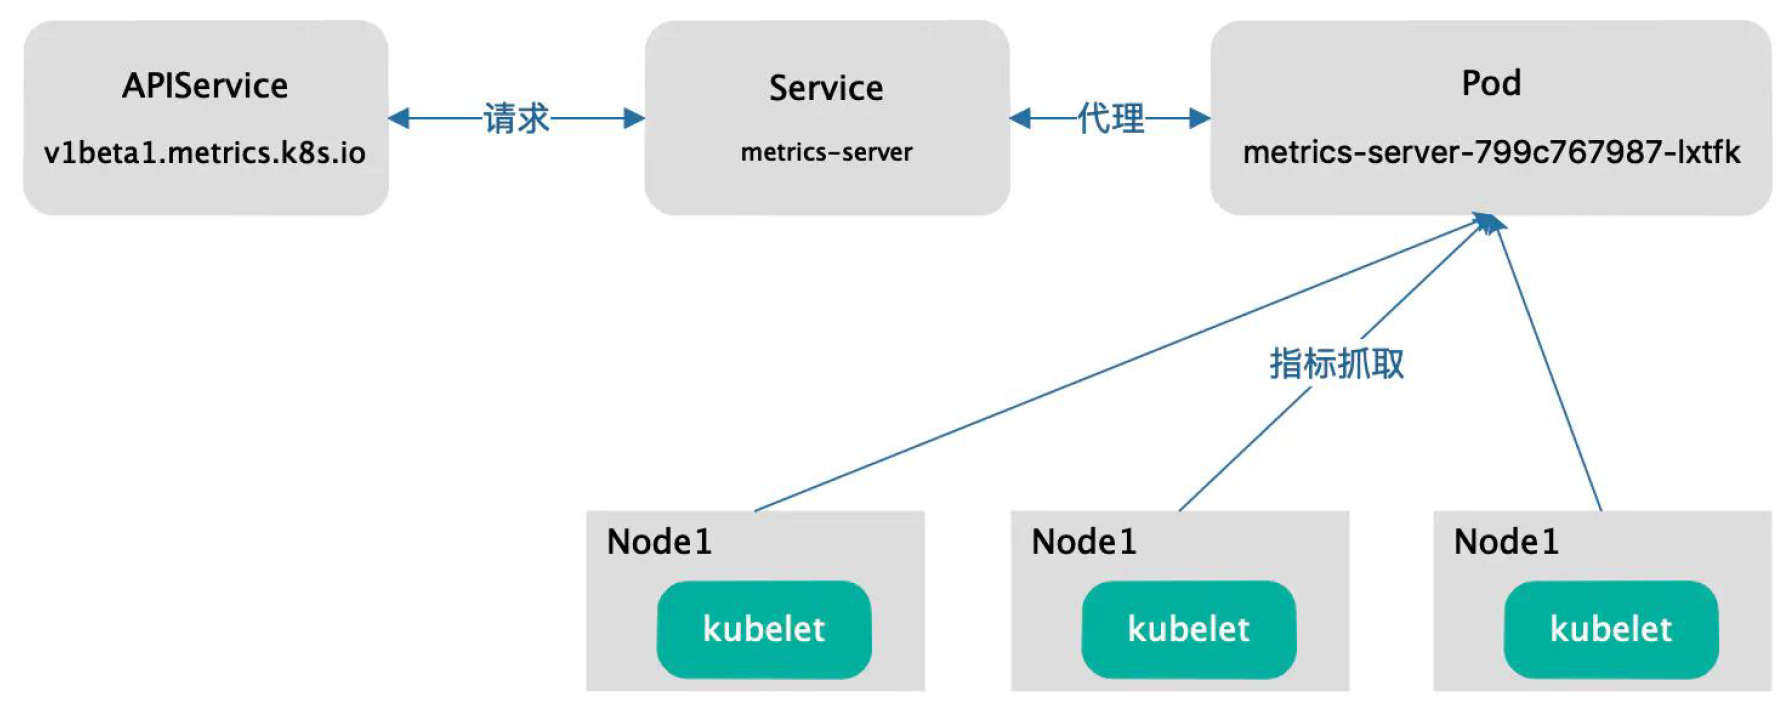 APIService
v1beta1.metrics.k8s.io
请求
Service
metrics-server
代理
Pod
metrics-server-799c767987-lxtfk
指标抓取
Node1
kubelet
Node1
kubelet
Node1
kubelet